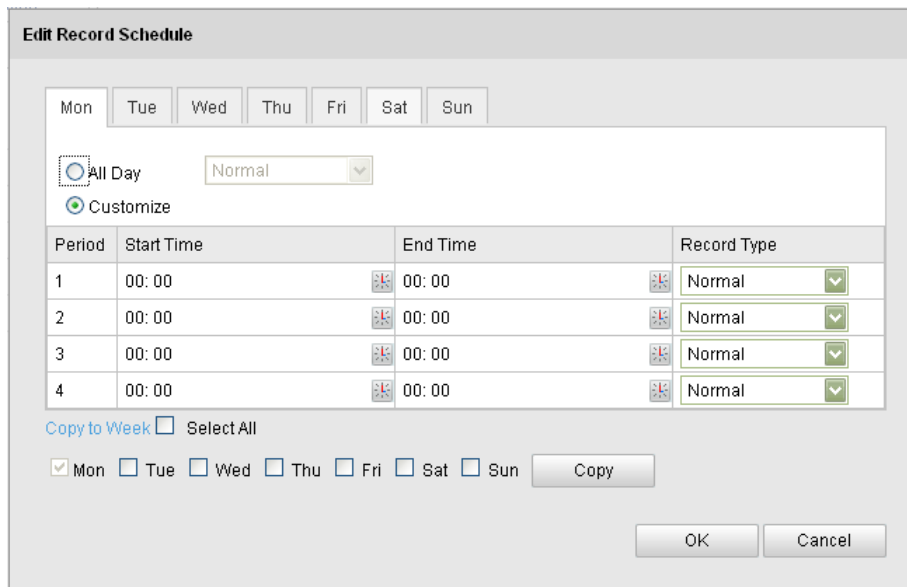 Edit Record Schedule
Mon Tue Wed Thu Fri Sat Sun
All Day Normal
Customize
Period Start Time End Time Record Type
1 00: 00 00: 00 Normal
2 00: 00 00: 00 Normal
3 00: 00 00: 00 Normal
4 00: 00 00: 00 Normal
Copy to Week Select All
Mon Tue Wed Thu Fri Sat Sun Copy
OK Cancel